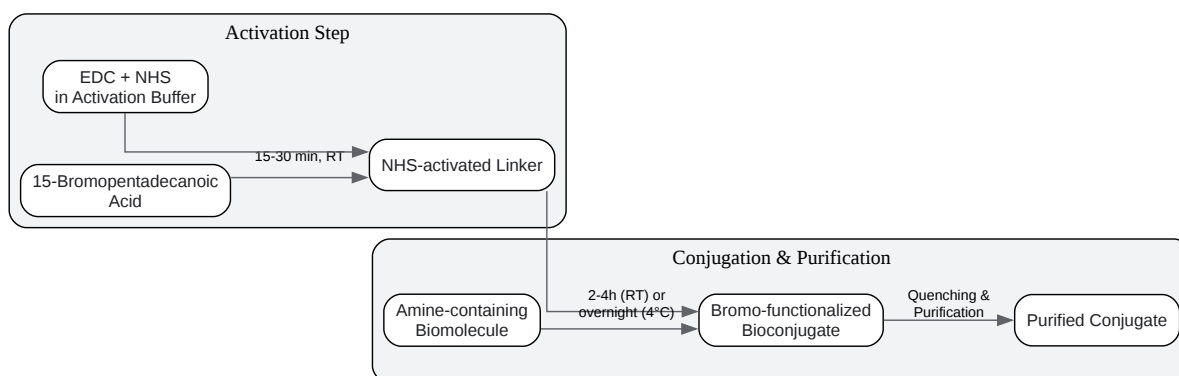 Activation Step
EDC + NHS
in Activation Buffer
15-30 min, RT
NHS-activated Linker
15-Bromopentadecanoic
Acid
Conjugation & Purification
Amine-containing
Biomolecule
2-4h (RT) or
overnight (4°C)
Bromo-functionalized
Bioconjugate
Quenching &
Purification
Purified Conjugate